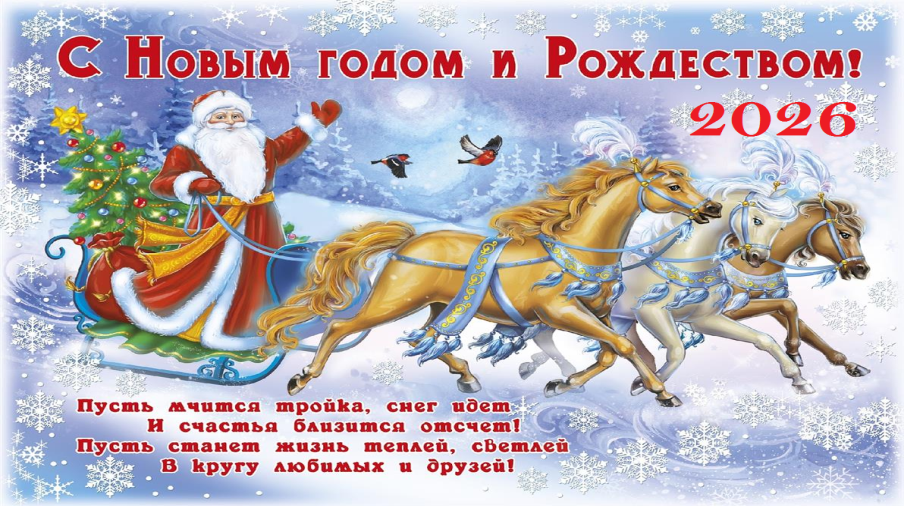 С Новым годом и Рождеством!
2026
Пусть мчится тройка, снег идет
И счастья близится отсчет!
Пусть станет жизнь теплей, светлей
В кругу любимых и друзей!